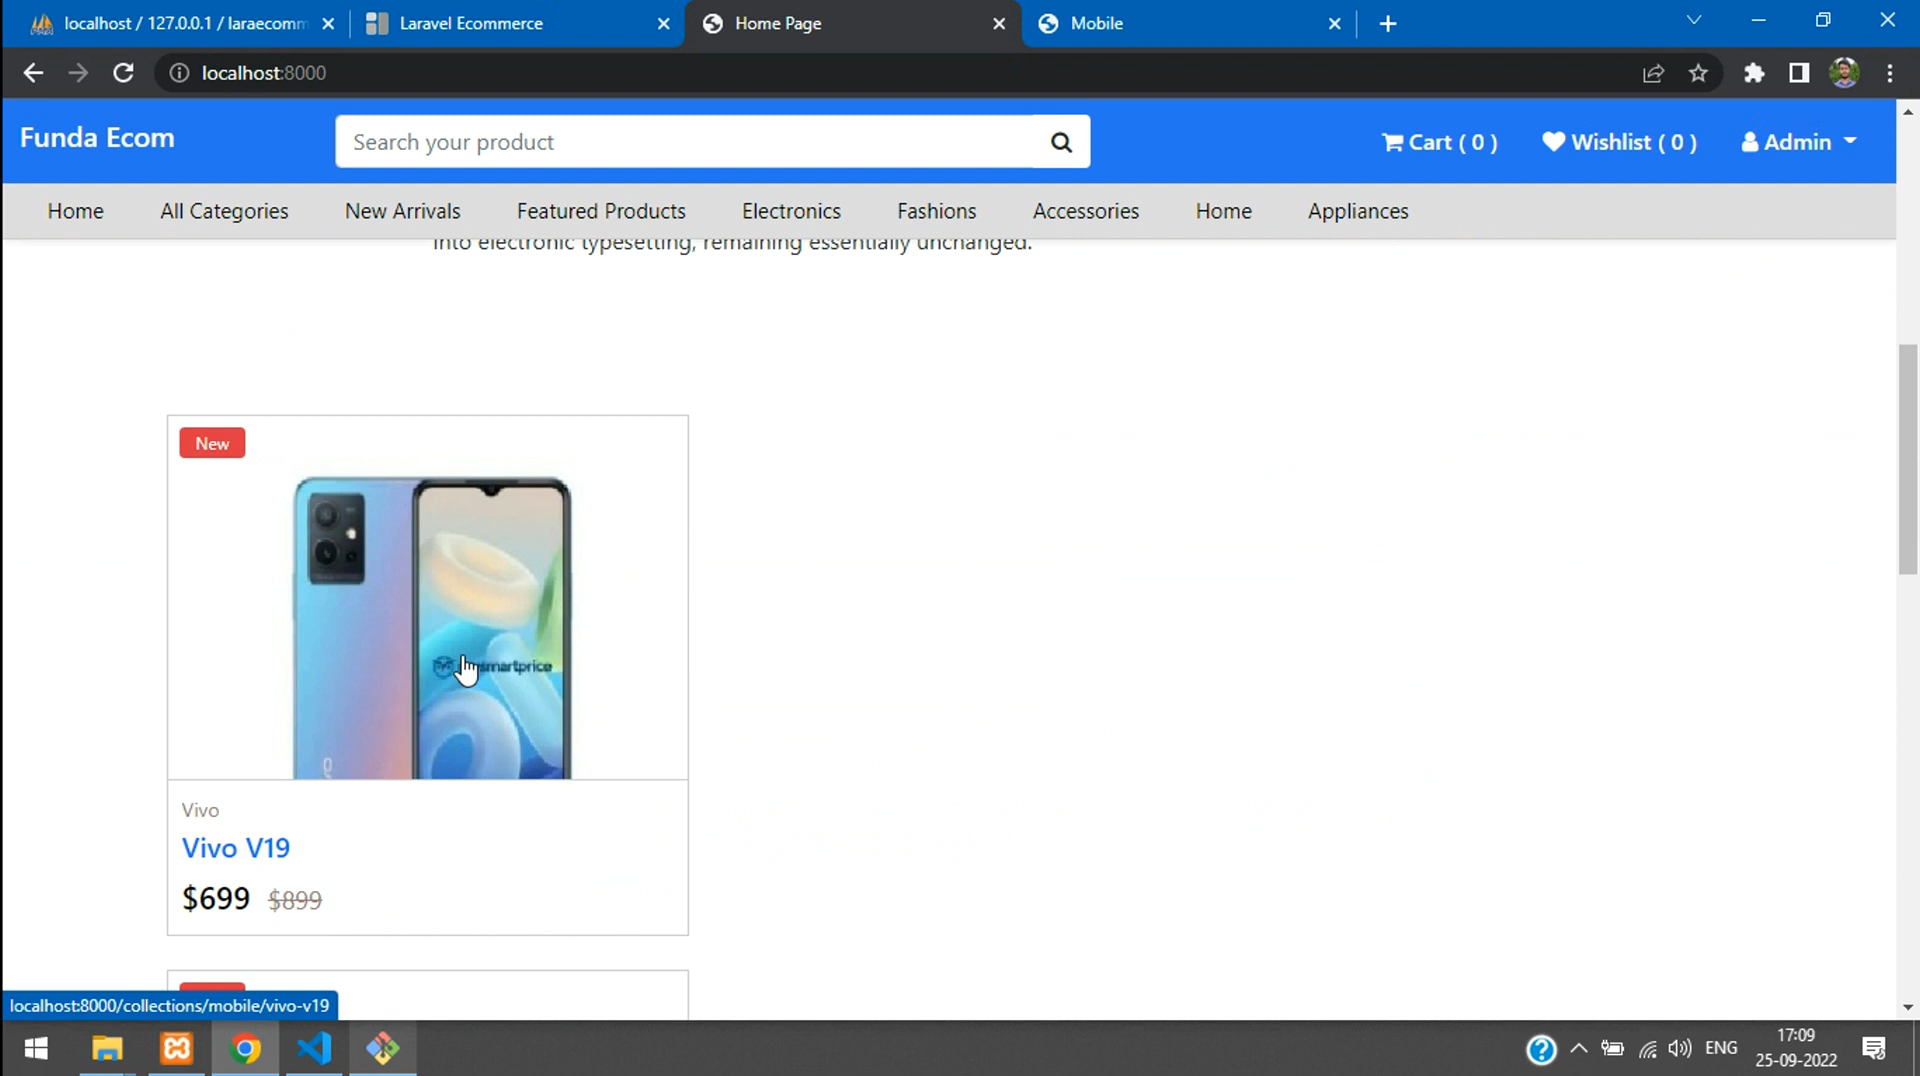 localhost / 127.0.0.1 / laraecomm
Laravel Ecommerce
Home Page
Mobile
localhost:8000
Funda Ecom
Search your product
Cart ( 0 )
Wishlist ( 0 )
Admin
Home
All Categories
New Arrivals
Featured Products
Electronics
Fashions
Accessories
Home
Appliances
into electronic typesetting, remaining essentially unchanged.
New
smartprice
Vivo
Vivo V19
$699 $899
localhost:8000/collections/mobile/vivo-v19
ENG
17:09
25-09-2022